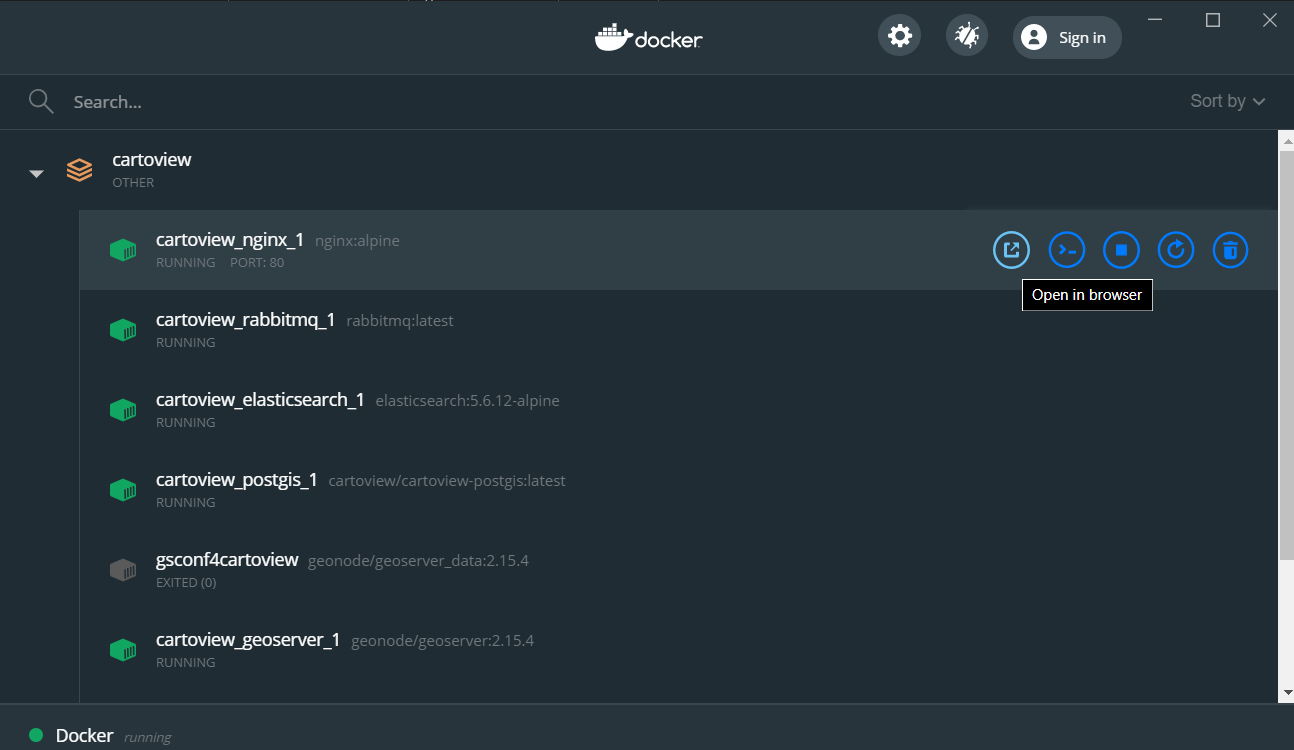 docker
Sign in
Search...
Sort by
cartoview
OTHER
cartoview_nginx_1 nginx:alpine
RUNNING PORT: 80
Open in browser
cartoview_rabbitmq_1 rabbitmq:latest
RUNNING
cartoview_elasticsearch_1 elasticsearch:5.6.12-alpine
RUNNING
cartoview_postgis_1 cartoview/cartoview-postgis:latest
RUNNING
gsconf4cartoview geonode/geoserver_data:2.15.4
EXITED (0)
cartoview_geoserver_1 geonode/geoserver:2.15.4
RUNNING
Docker running